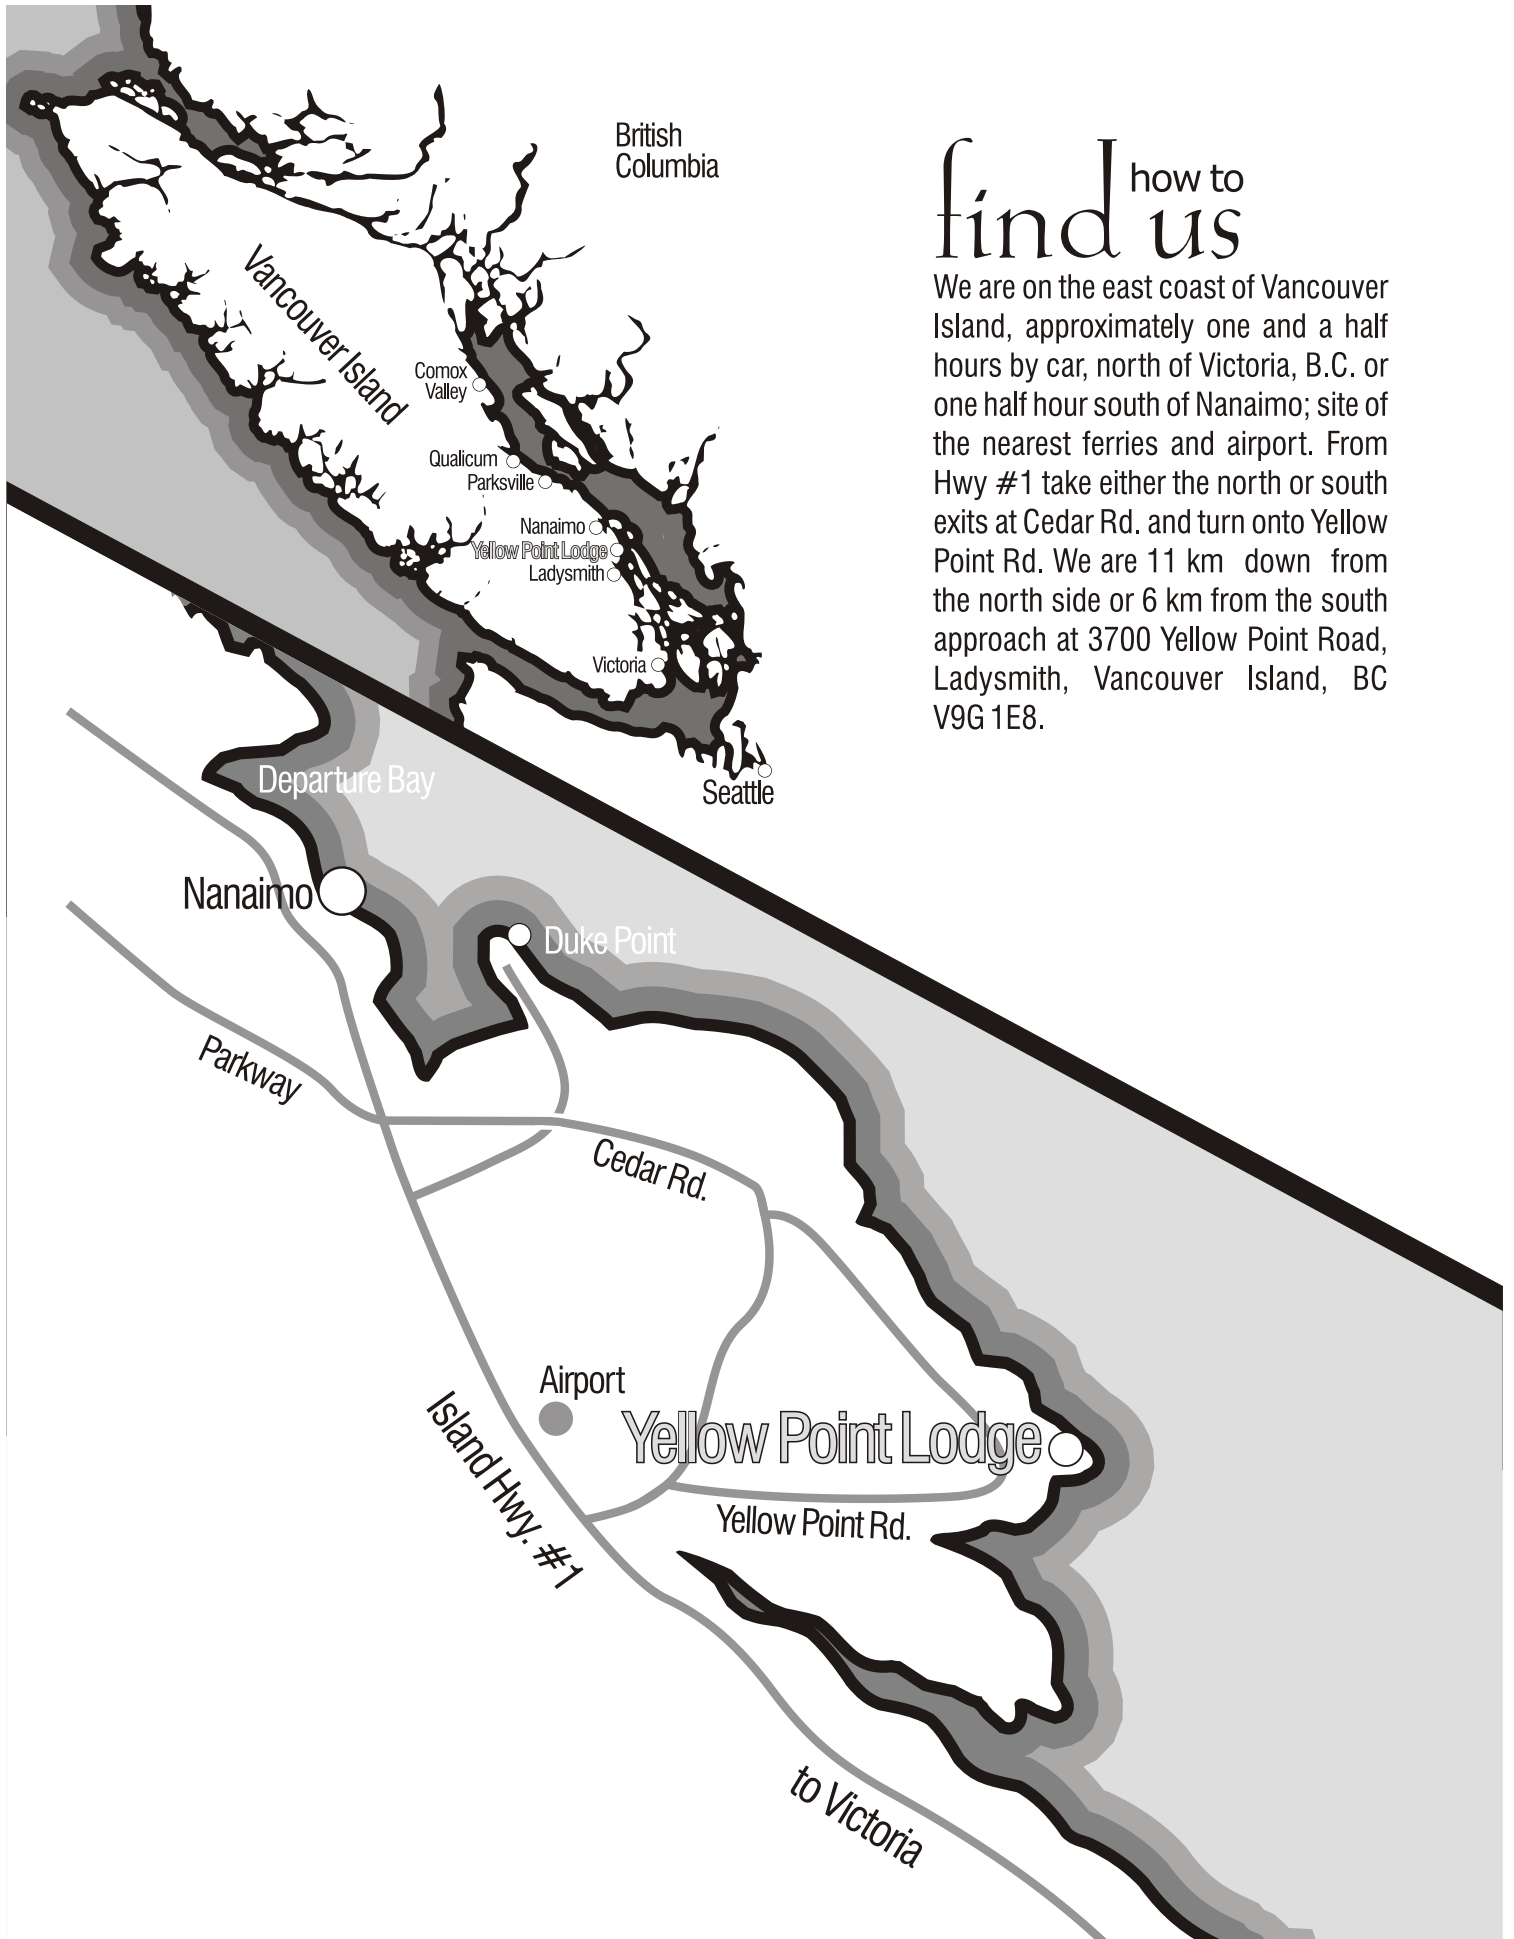 British
Columbia
how to
find us
We are on the east coast of Vancouver
Island, approximately one and a half
hours by car, north of Victoria, B.C. or
one half hour south of Nanaimo; site of
the nearest ferries and airport. From
Hwy #1 take either the north or south
exits at Cedar Rd. and turn onto Yellow
Point Rd. We are 11 km down from
the north side or 6 km from the south
approach at 3700 Yellow Point Road,
Ladysmith, Vancouver Island, BC
V9G 1E8.
Vancouver Island
Comox
Valley
Qualicum
Parksville
Nanaimo
Yellow Point Lodge
Ladysmith
Victoria
Seattle
Departure Bay
Nanaimo
Duke Point
Parkway
Cedar Rd.
Airport
Yellow Point Lodge
Island Hwy. #1
Yellow Point Rd.
to Victoria